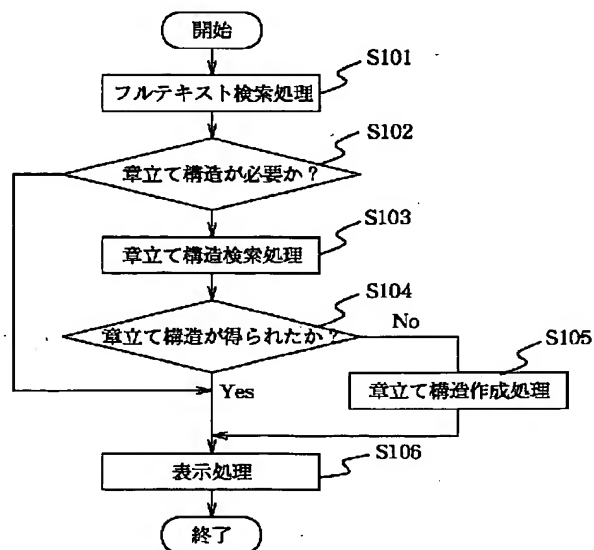 開始
S101
フルテキスト検索処理
S102
章立て構造が必要か?
S103
章立て構造検索処理
S104
章立て構造が得られたか?
No
S105
章立て構造作成処理
Yes
S106
表示処理
終了